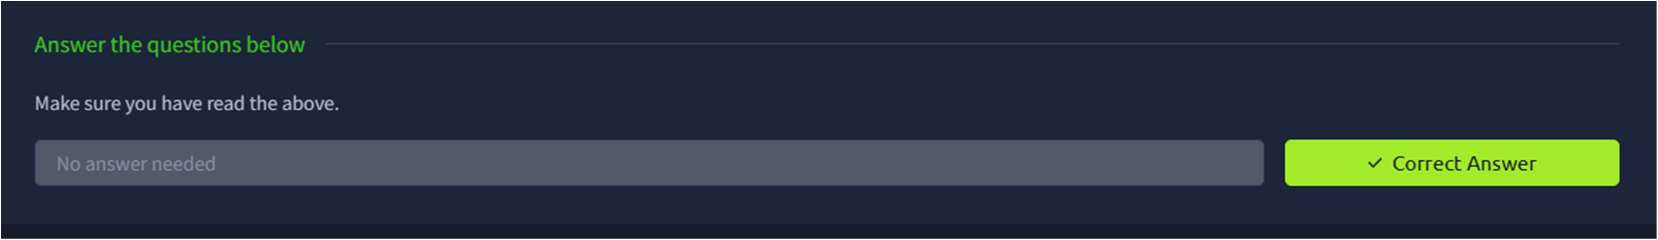 Answer the questions below
Make sure you have read the above.
No answer needed
Correct Answer